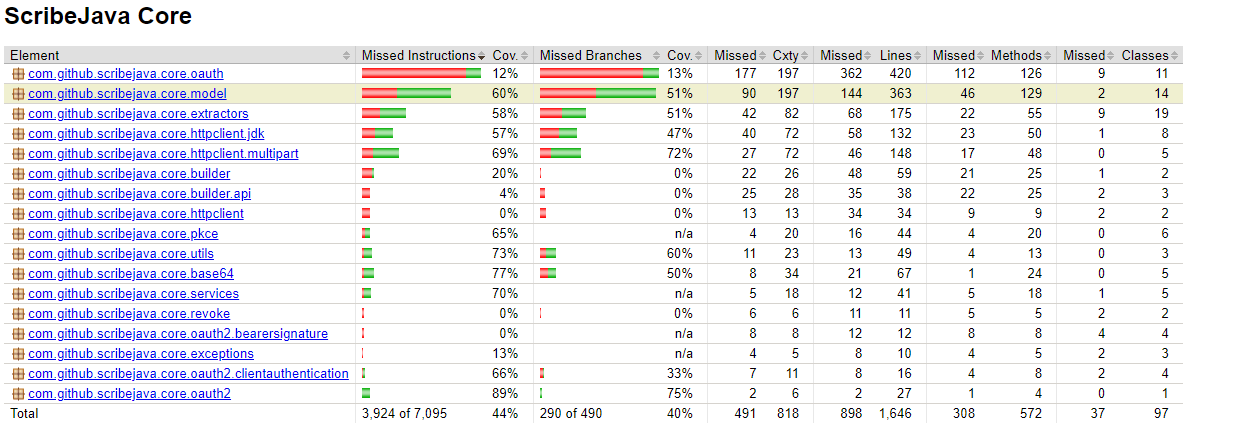 ScribeJava Core
Element Missed Instructions Cov. Missed Branches Cov. Missed Cxty Missed Lines Missed Methods Missed Classes
com.github.scribejava.core.oauth 12% 13% 177 197 362 420 112 126 9 11
com.github.scribejava.core.model 60% 51% 90 197 144 363 46 129 2 14
com.github.scribejava.core.extractors 58% 51% 42 82 68 175 22 55 9 19
com.github.scribejava.core.httpclient.jdk 57% 47% 40 72 58 132 23 50 1 8
com.github.scribejava.core.httpclient.multipart 69% 72% 27 72 46 148 17 48 0 5
com.github.scribejava.core.builder 20% 0% 22 26 48 59 21 25 1 2
com.github.scribejava.core.builder.api 4% 0% 25 28 35 38 22 25 2 3
com.github.scribejava.core.httpclient 0% 0% 13 13 34 34 9 9 2 2
com.github.scribejava.core.pkce 65% n/a 4 20 16 44 4 20 0 6
com.github.scribejava.core.utils 73% 60% 11 23 13 49 4 13 0 3
com.github.scribejava.core.base64 77% 50% 8 34 21 67 1 24 0 5
com.github.scribejava.core.services 70% n/a 5 18 12 41 5 18 1 5
com.github.scribejava.core.revoke 0% 0% 6 6 11 11 5 5 2 2
com.github.scribejava.core.oauth2.bearersignature 0% n/a 8 8 12 12 8 8 4 4
com.github.scribejava.core.exceptions 13% n/a 4 5 8 10 4 5 2 3
com.github.scribejava.core.oauth2.clientauthentication 66% 33% 7 11 8 16 4 8 2 4
com.github.scribejava.core.oauth2 89% 75% 2 6 2 27 1 4 0 1
Total 3,924 of 7,095 44% 290 of 490 40% 491 818 898 1,646 308 572 37 97